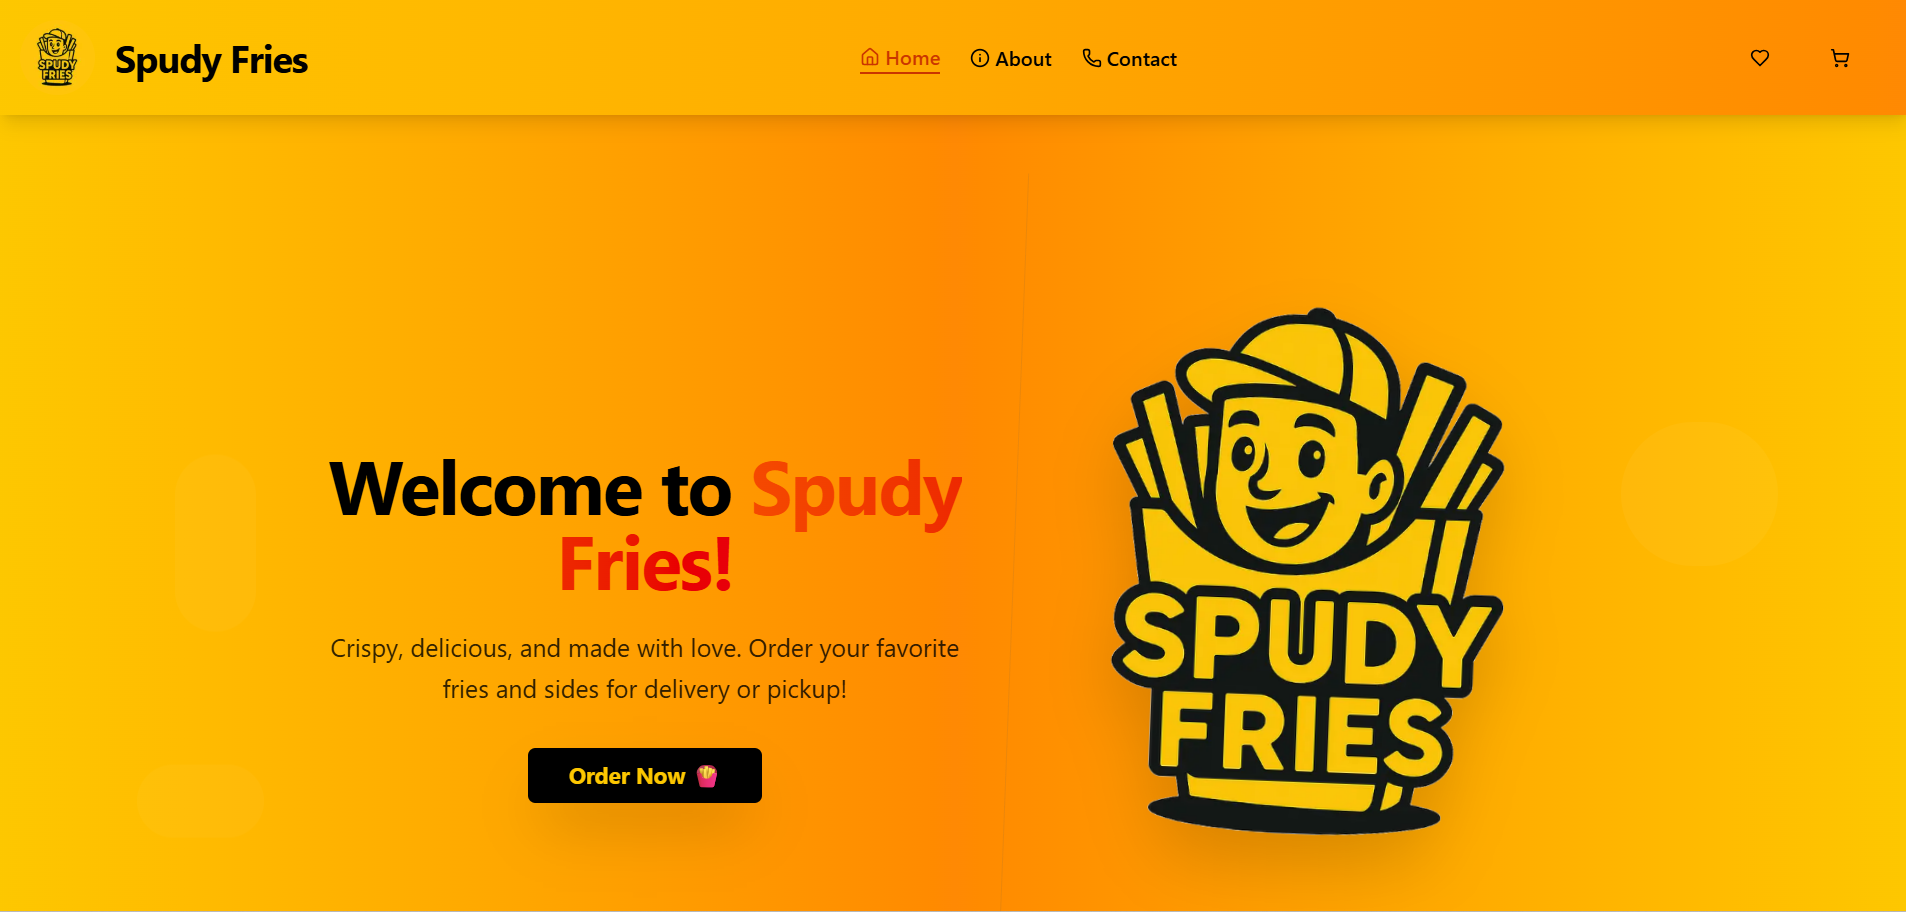 SPUDY
FRIES
Spudy Fries
Home
About
Contact
Welcome to Spudy
Fries!
Crispy, delicious, and made with love. Order your favorite
fries and sides for delivery or pickup!
Order Now 🍟
SPUDY
FRIES